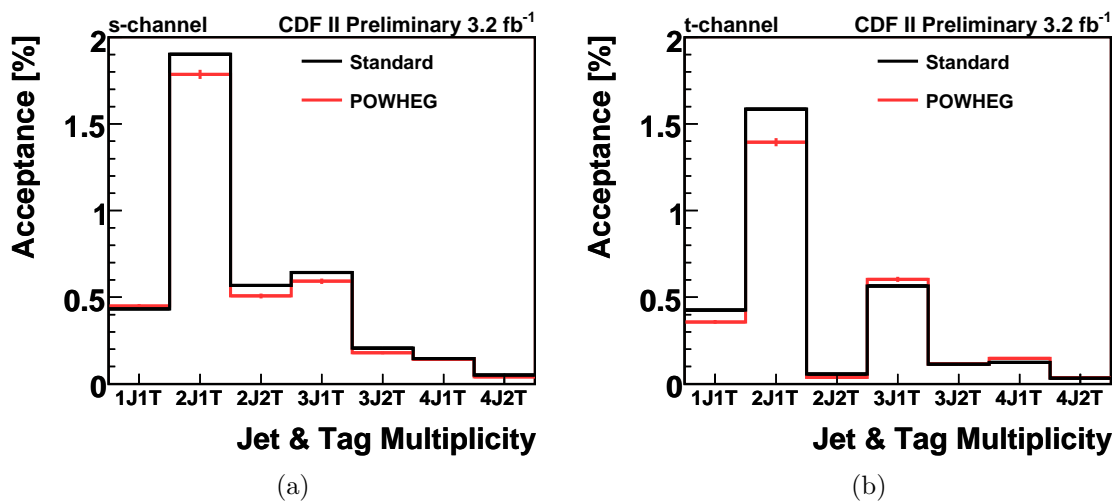 s-channel CDF II Preliminary 3.2 fb-1
Acceptance [%]
2
1.5
1
0.5
0
Standard
POWHEG
1J1T 2J1T 2J2T 3J1T 3J2T 4J1T 4J2T
Jet & Tag Multiplicity
(a)
t-channel CDF II Preliminary 3.2 fb-1
Acceptance [%]
2
1.5
1
0.5
0
Standard
POWHEG
1J1T 2J1T 2J2T 3J1T 3J2T 4J1T 4J2T
Jet & Tag Multiplicity
(b)